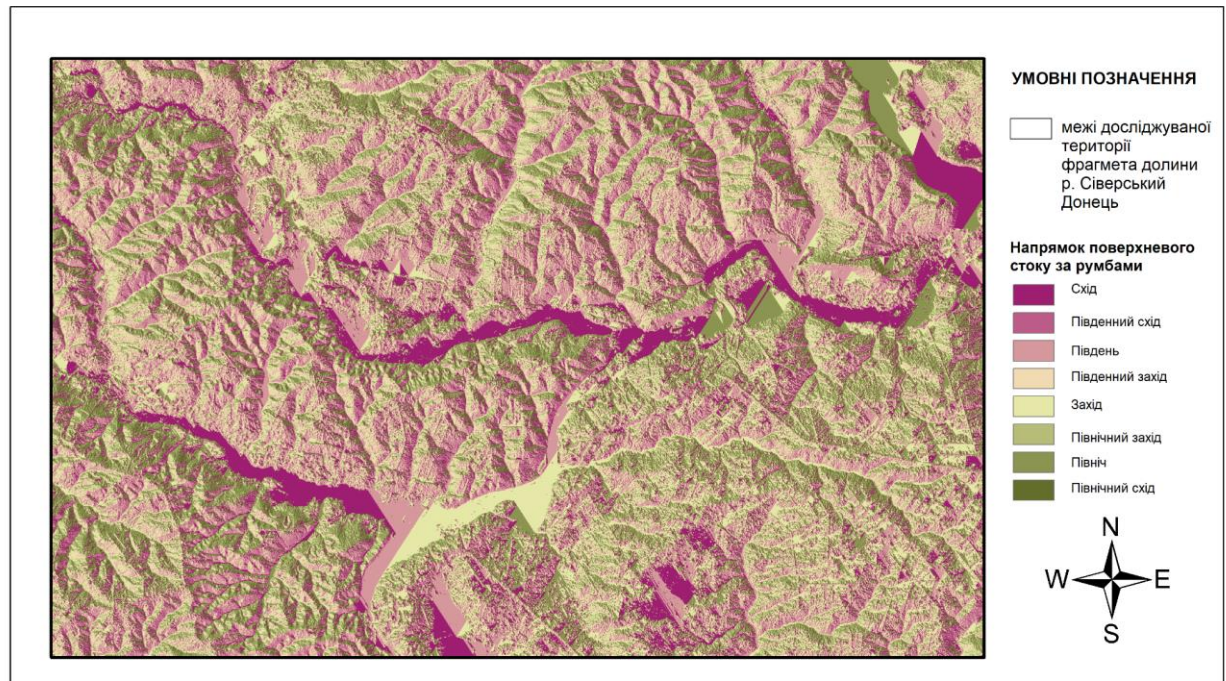 УМОВНІ ПОЗНАЧЕННЯ
межі досліджуваної
території
фрагмета долини
р. Сіверський
Донець
Напрямок поверхневого
стоку за румбами
Схід
Південний схід
Південь
Південний захід
Захід
Північний захід
Північ
Північний схід
N
W E
S